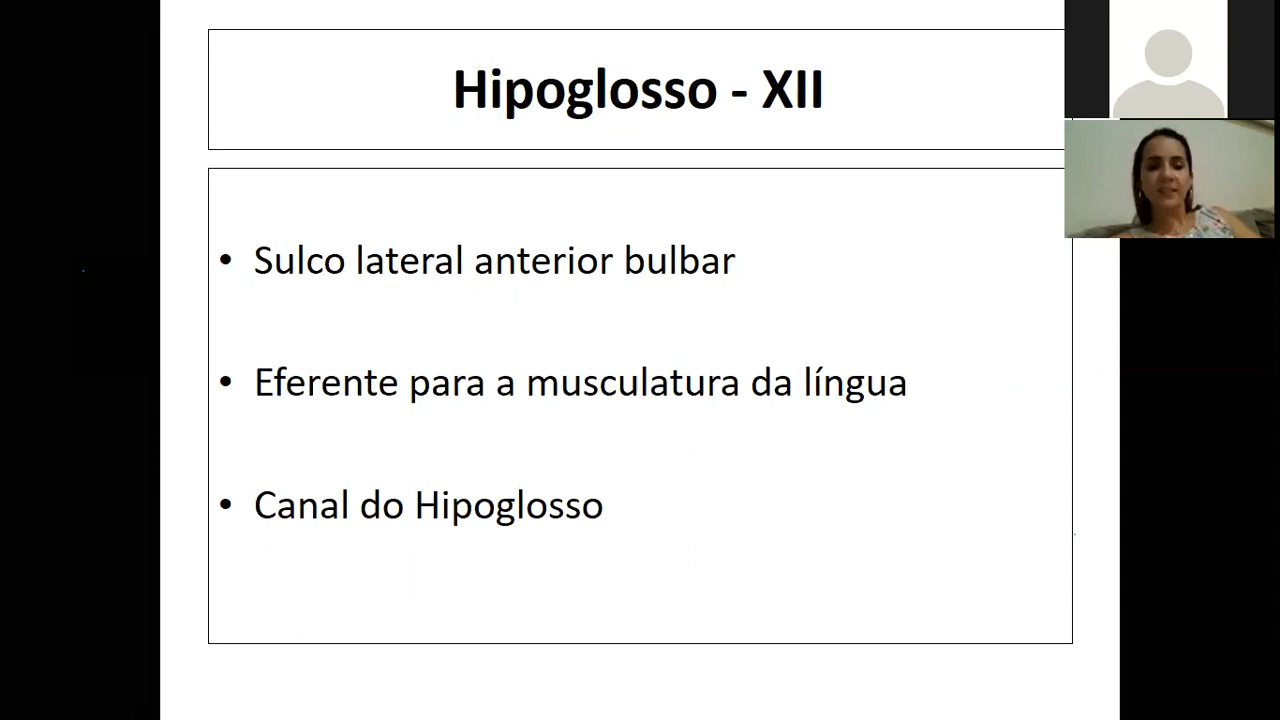 Hipoglosso - XII
• Sulco lateral anterior bulbar
• Eferente para a musculatura da língua
• Canal do Hipoglosso